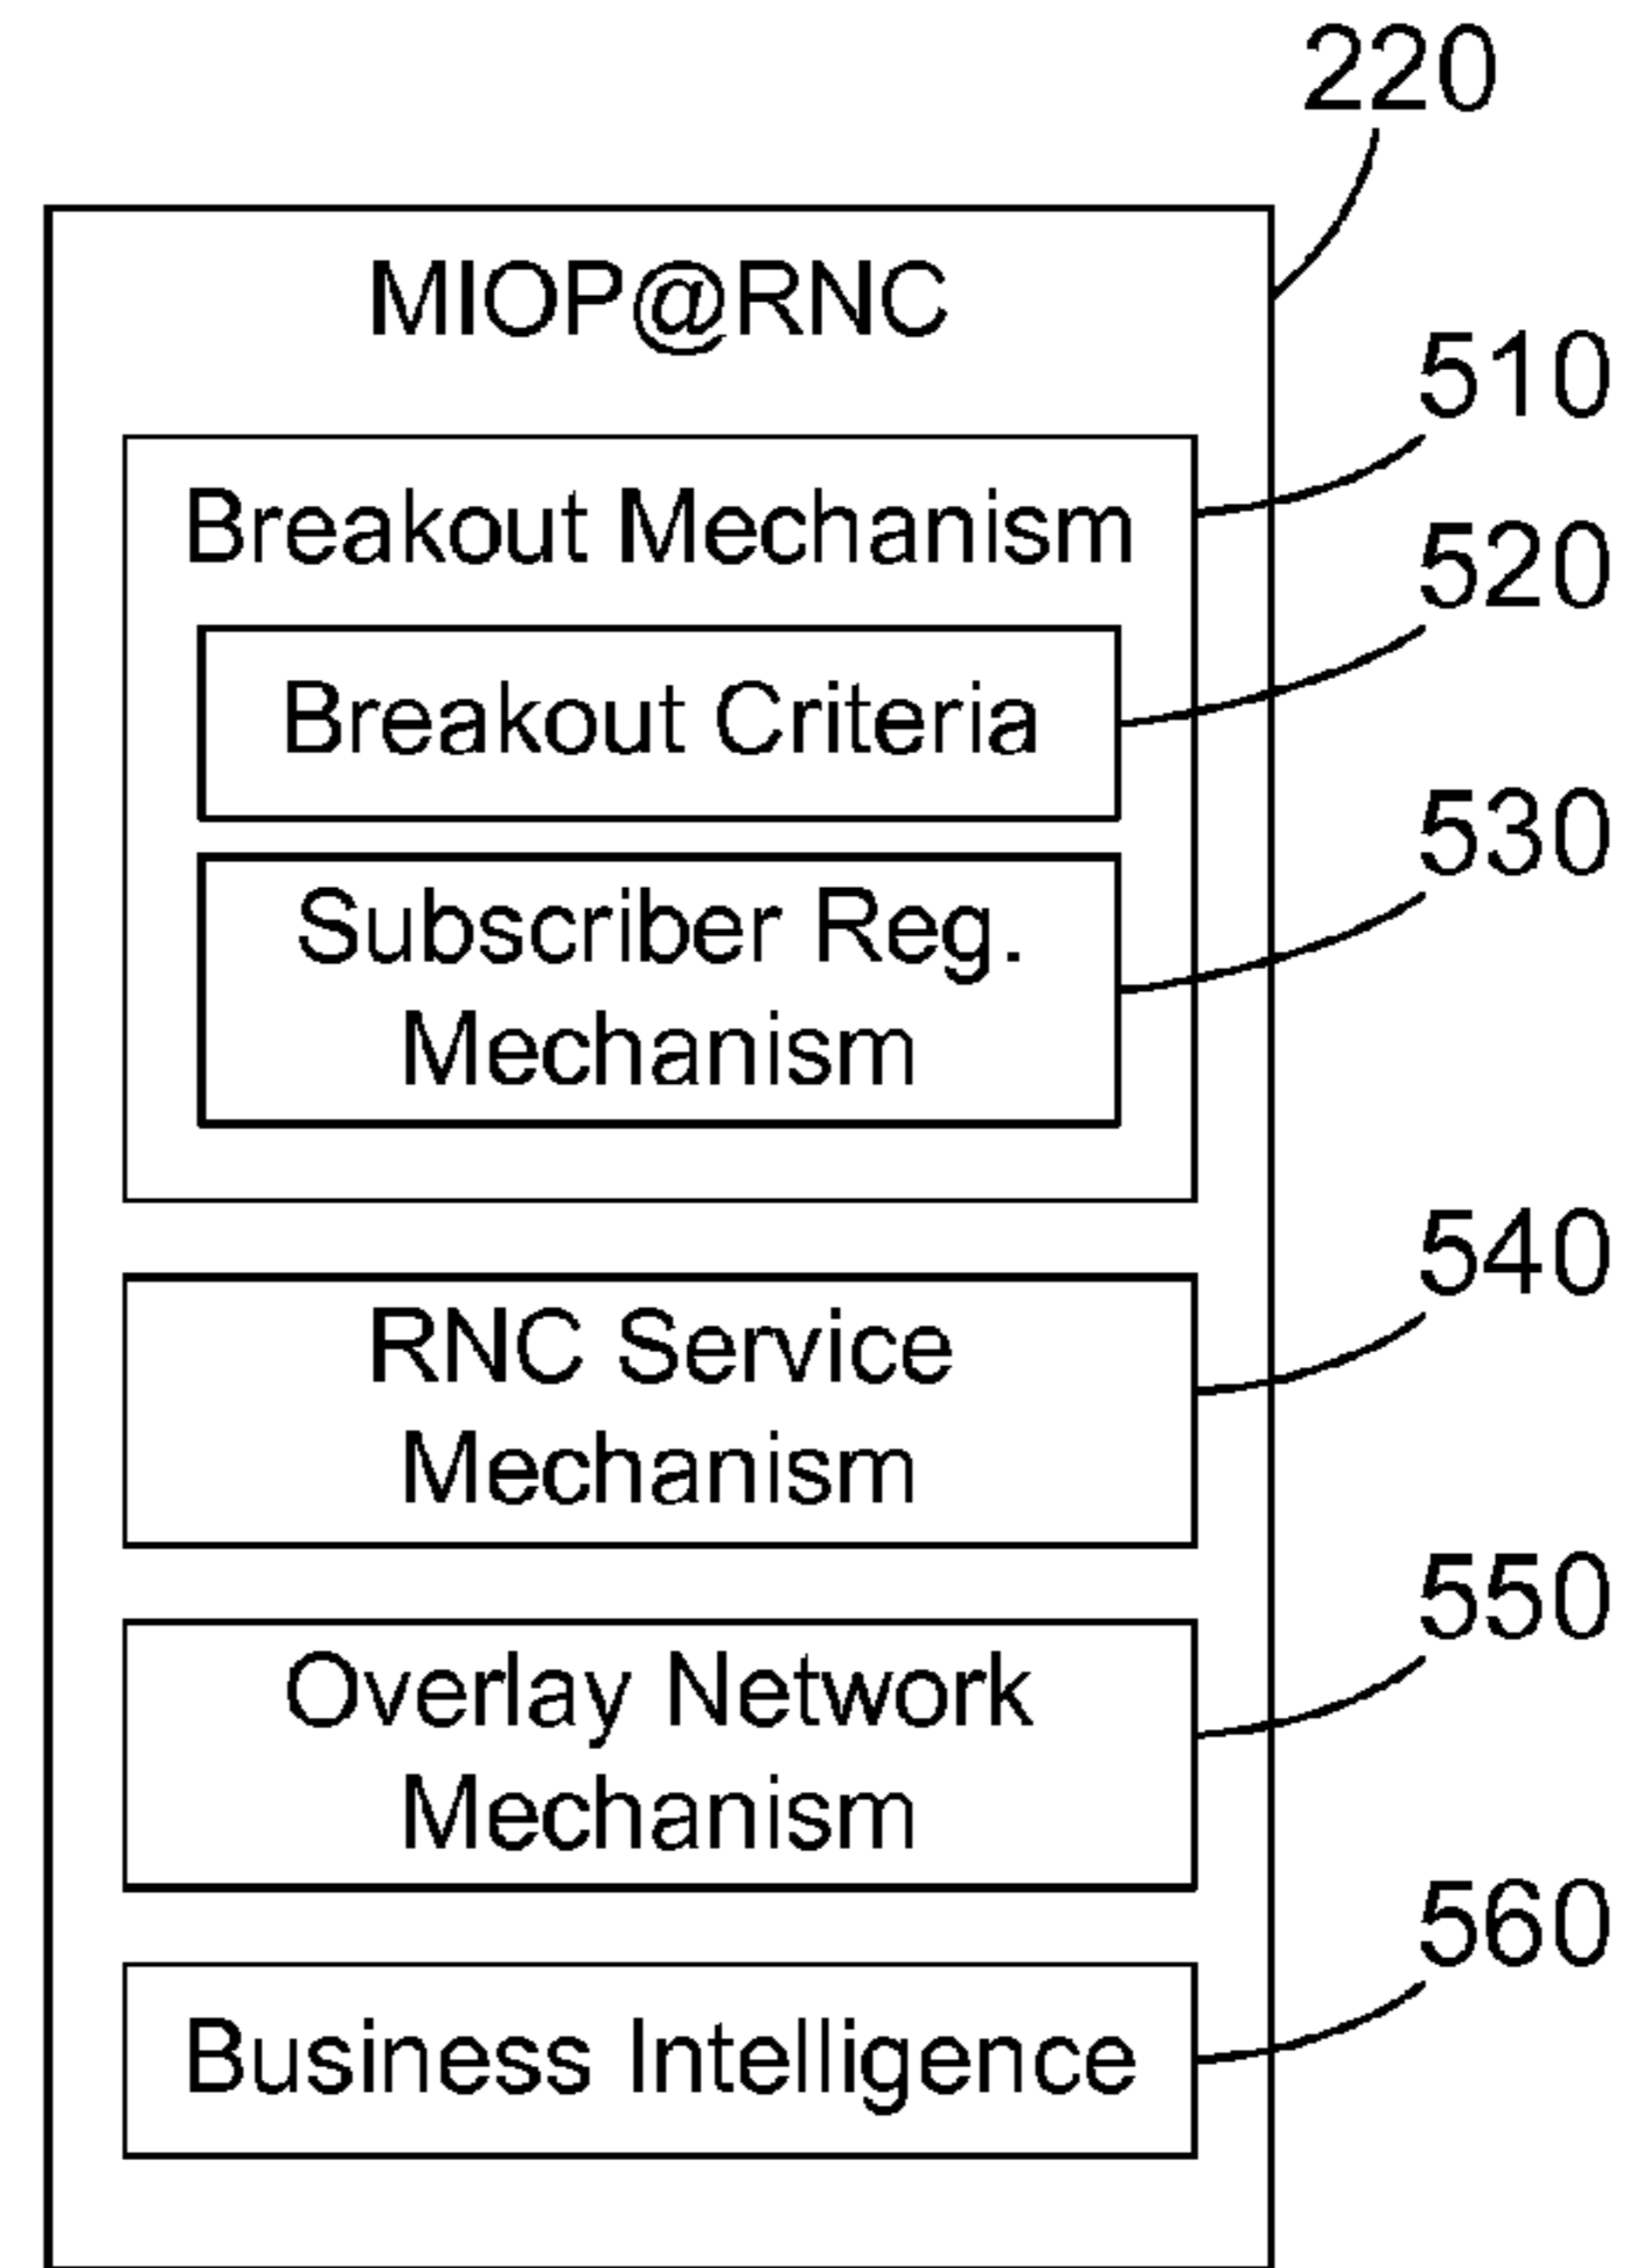 220
MIOP@RNC
510
Breakout Mechanism
520
Breakout Criteria
530
Subscriber Reg.
Mechanism
540
RNC Service
Mechanism
550
Overlay Network
Mechanism
560
Business Intelligence